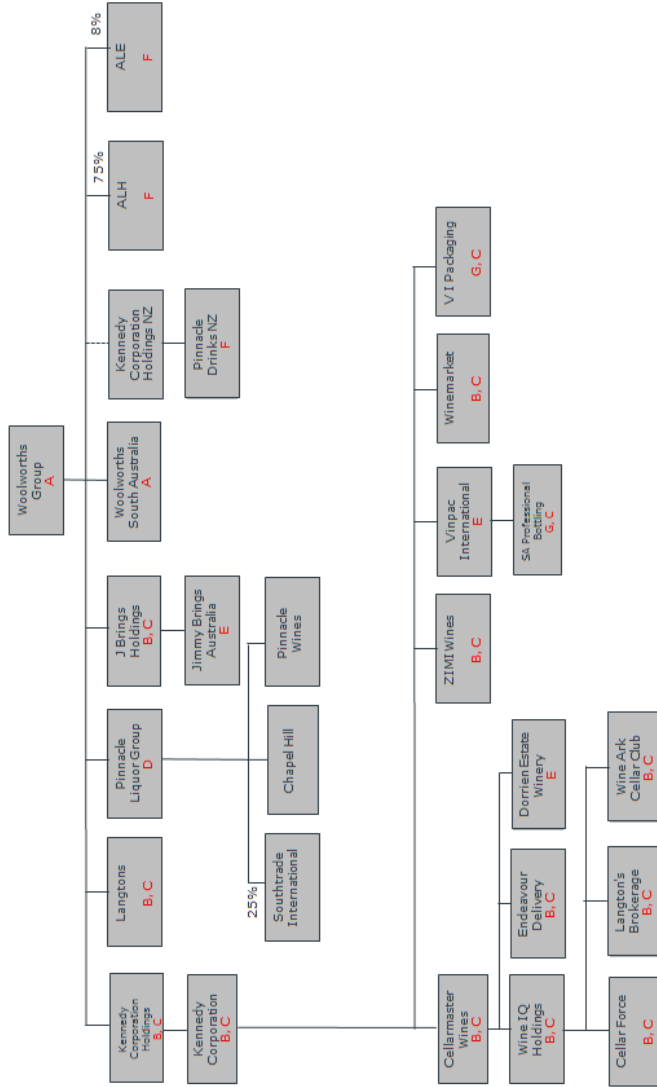 Woolworths
Group
A
Kennedy
Corporation
Holdings
B, C
Langtons
B, C
Pinnacle
Liquor Group
D
J Brings
Holdings
B, C
Woolworths
South Australia
A
Kennedy
Corporation
Holdings NZ
75%
ALH
F
8%
ALE
F
Kennedy
Corporation
B, C
Jimmy Brings
Australia
E
Pinnacle
Drinks NZ
F
25%
Southtrade
International
Chapel Hill
Pinnacle
Wines
Cellarmaster
Wines
B, C
ZIMI Wines
B, C
Vinpac
International
E
Winemarket
B, C
V I Packaging
G, C
Wine IQ
Holdings
B, C
Endeavour
Delivery
B, C
Dorrien Estate
Winery
E
SA Professional
Bottling
G, C
Cellar Force
B, C
Langton's
Brokerage
B, C
Wine Ark
Cellar Club
B, C